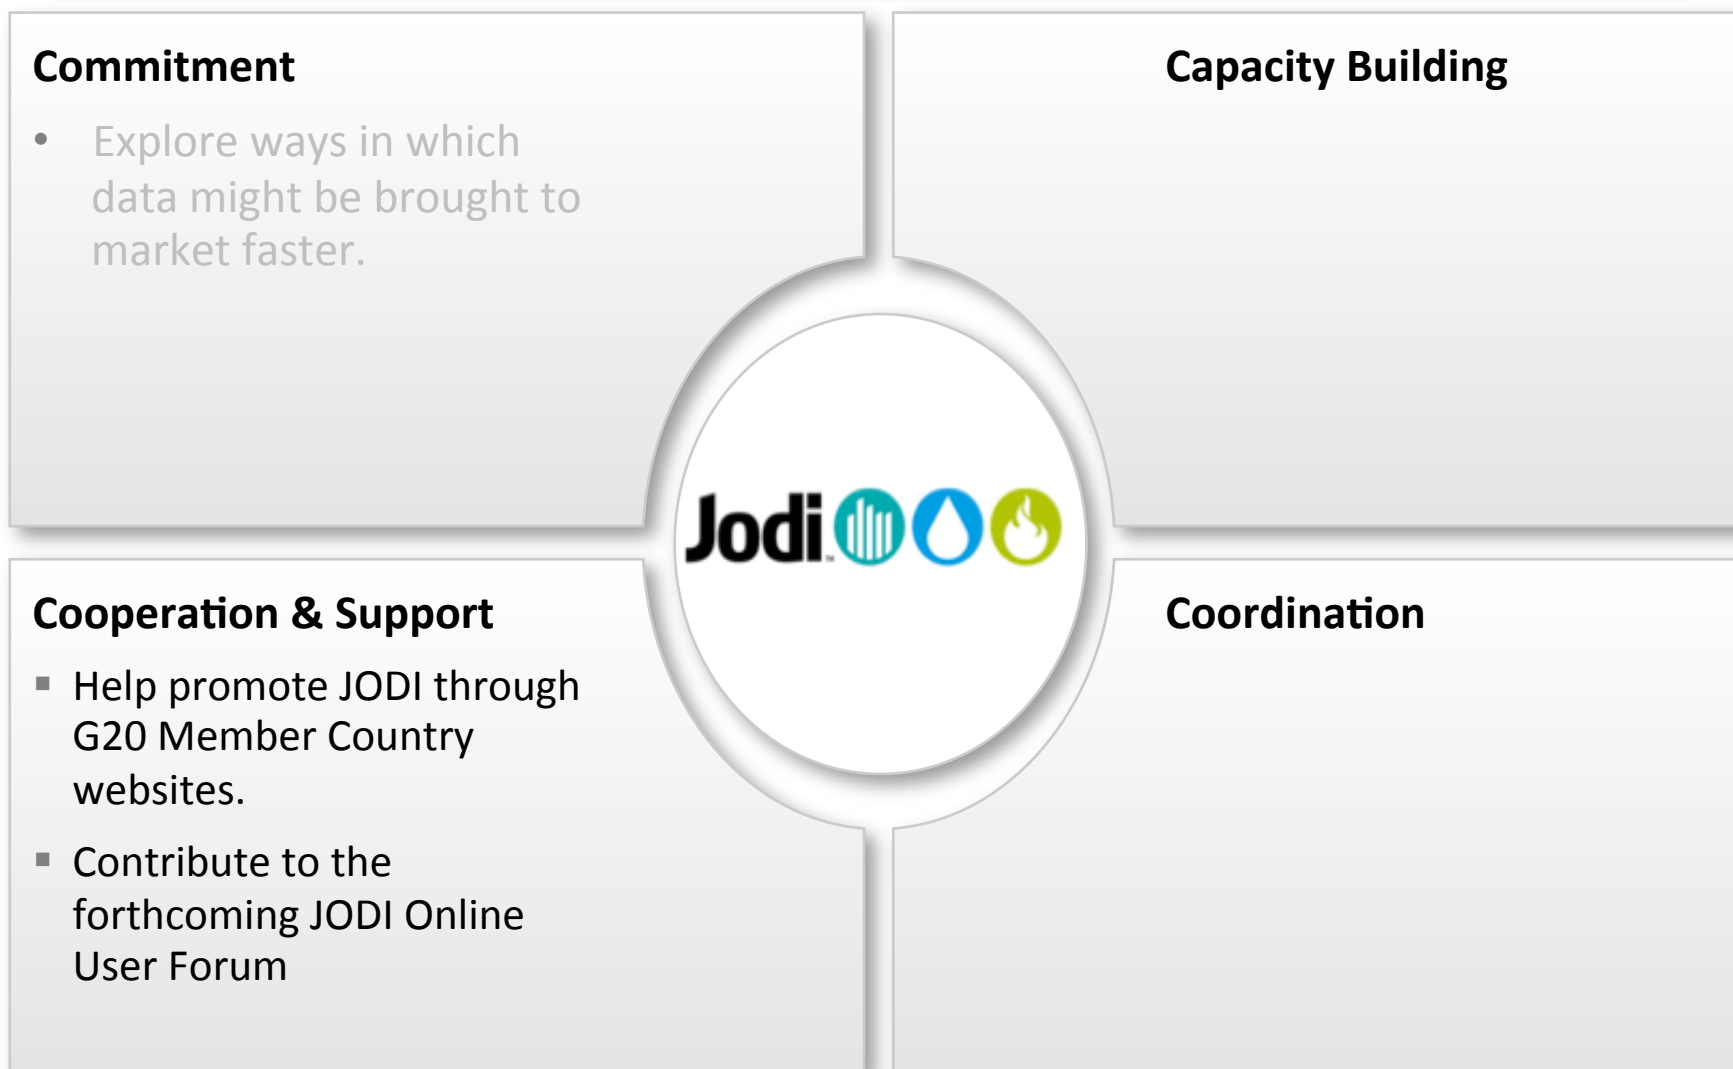 Commitment
• Explore ways in which
data might be brought to
market faster.
Capacity Building
Jodi™
Cooperation & Support
▪ Help promote JODI through
G20 Member Country
websites.
▪ Contribute to the
forthcoming JODI Online
User Forum
Coordination